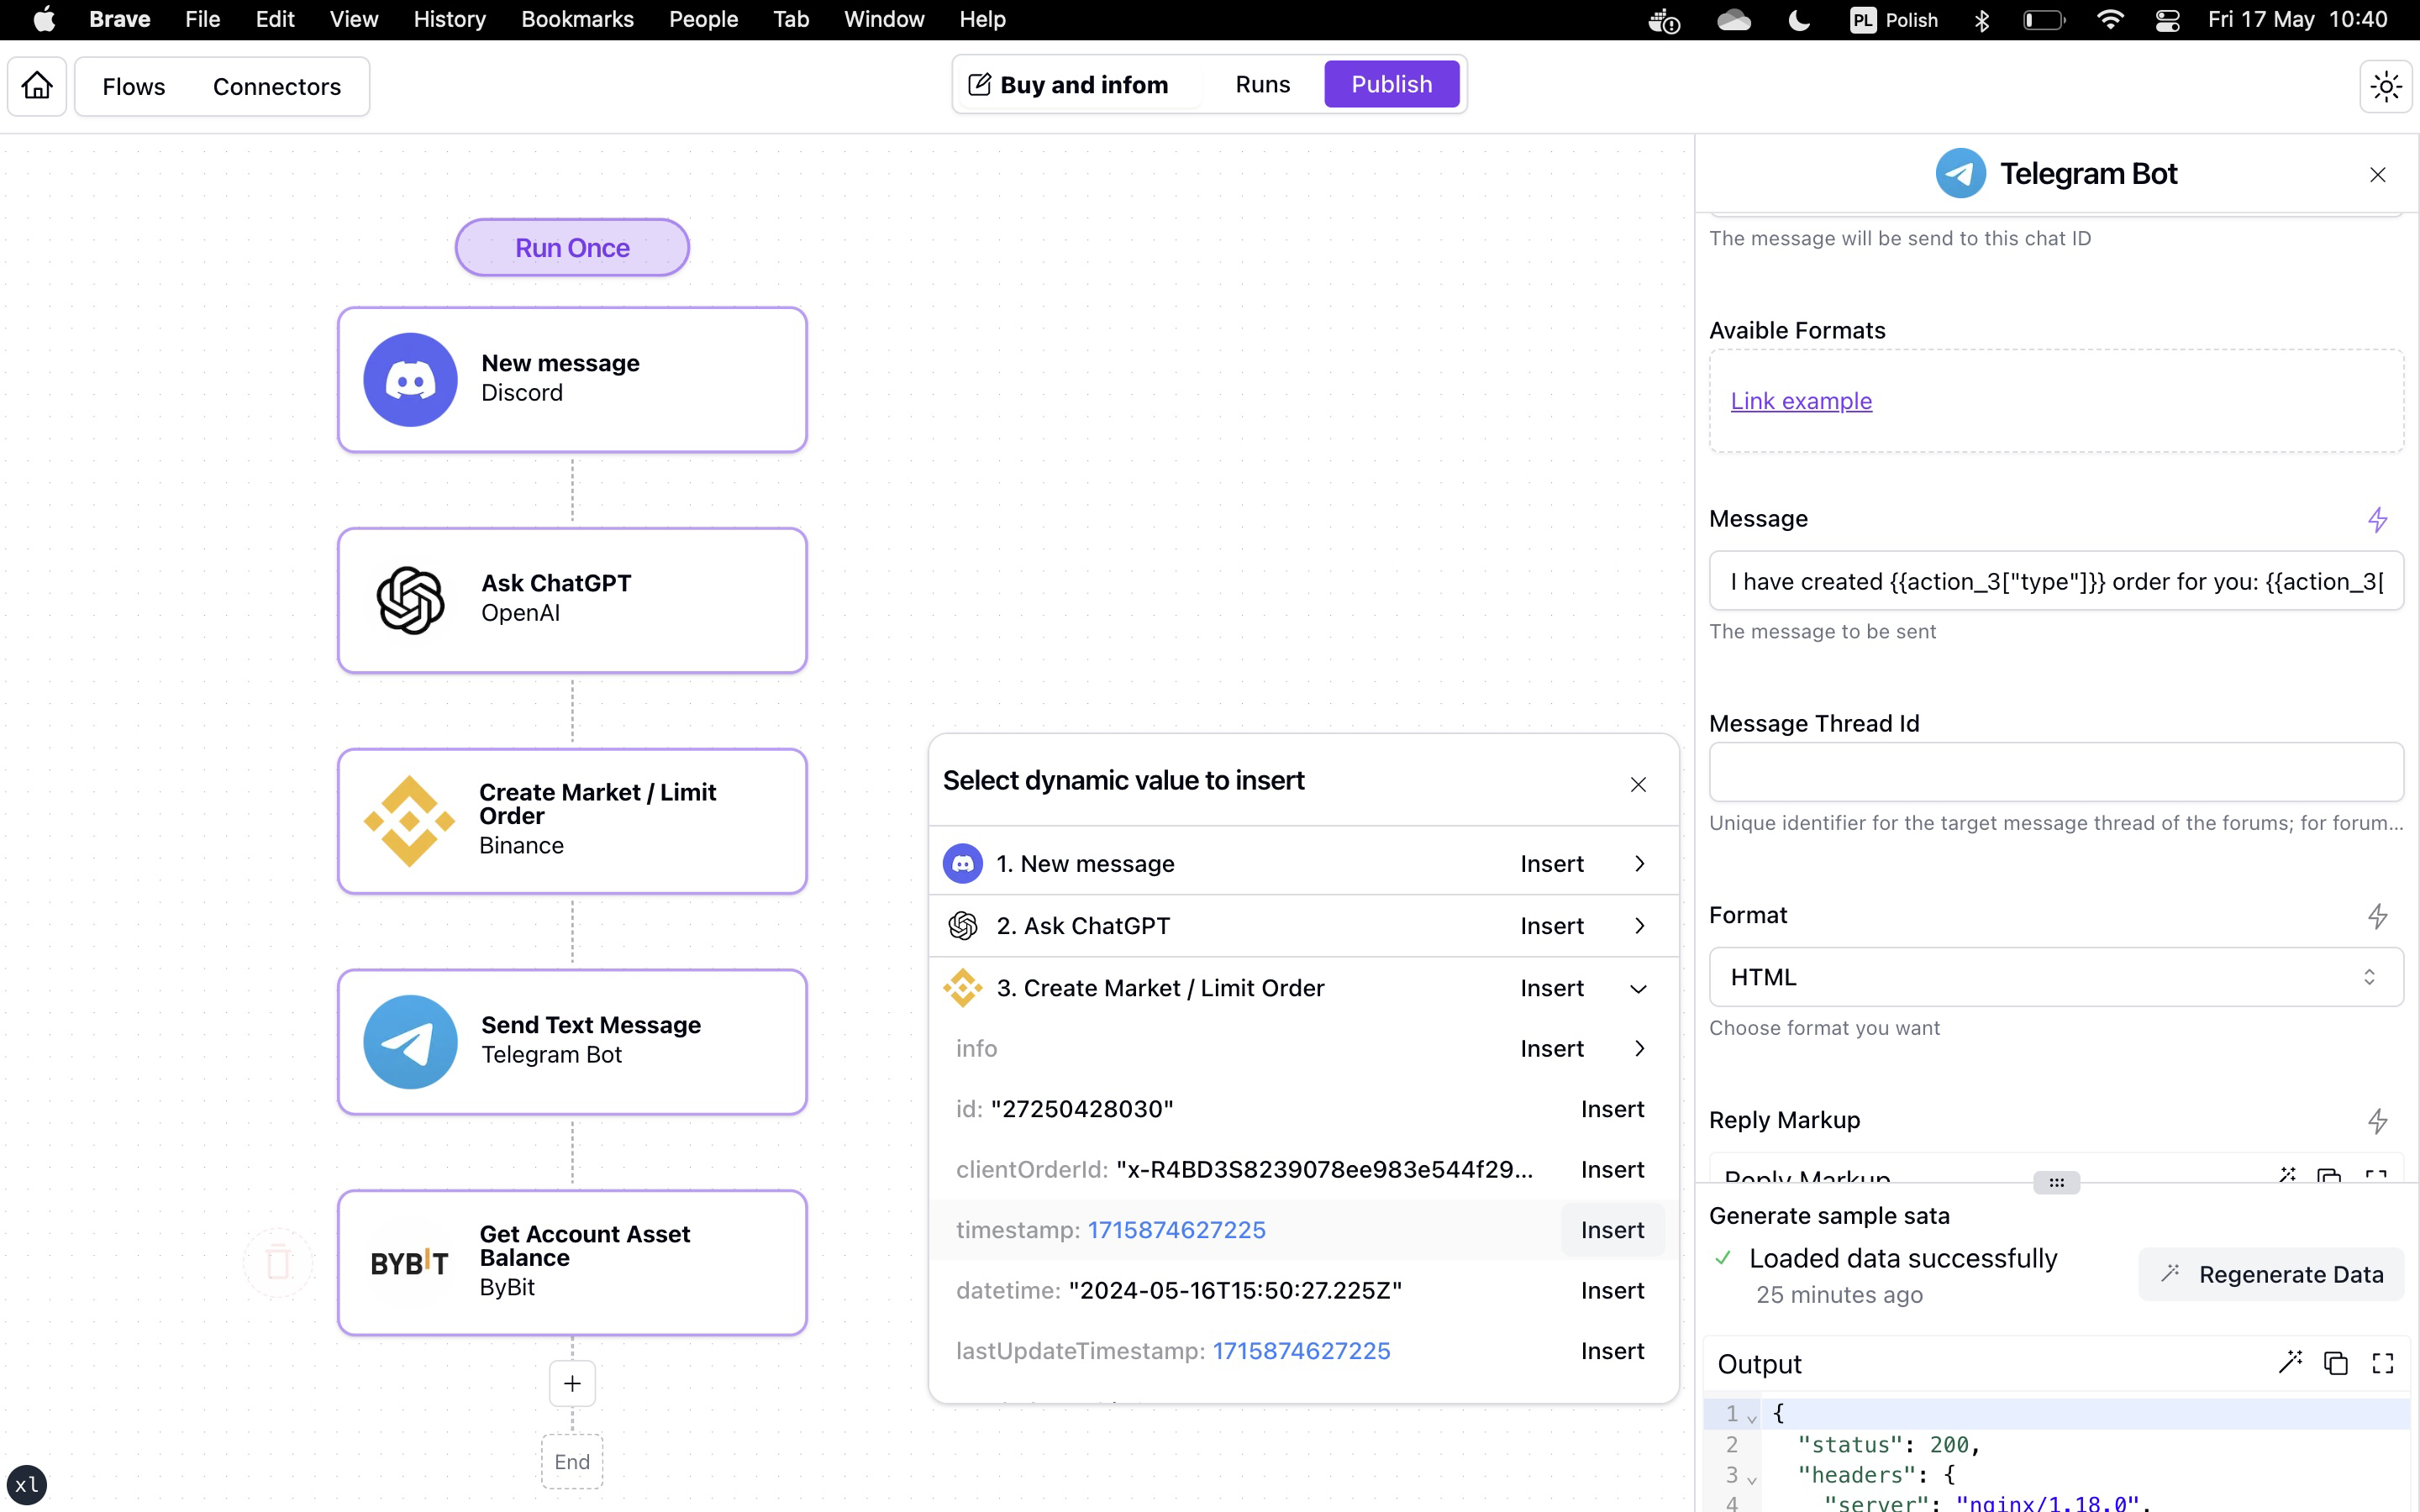 Brave File Edit View History Bookmarks People Tab Window Help PL Polish Fri 17 May 10:40
Flows Connectors Buy and infom Runs Publish
Run Once
New message
Discord
Ask ChatGPT
OpenAI
Create Market / Limit
Order
Binance
Send Text Message
Telegram Bot
BYBIT
Get Account Asset
Balance
ByBit
+
End
xl
Select dynamic value to insert
1. New message Insert
2. Ask ChatGPT Insert
3. Create Market / Limit Order Insert
info Insert
id: "27250428030" Insert
clientOrderId: "x-R4BD3S8239078ee983e544f29... Insert
timestamp: 1715874627225 Insert
datetime: "2024-05-16T15:50:27.225Z" Insert
lastUpdateTimestamp: 1715874627225 Insert
Telegram Bot
The message will be send to this chat ID
Avaible Formats
Link example
Message
I have created {{action_3["type"]}} order for you: {{action_3[
The message to be sent
Message Thread Id
Unique identifier for the target message thread of the forums; for forum...
Format
HTML
Choose format you want
Reply Markup
Reply Markup
Generate sample sata
Loaded data successfully
25 minutes ago
Regenerate Data
Output
1 {
2 "status": 200,
3 "headers": {
4 "server": "nginx/1.18.0",